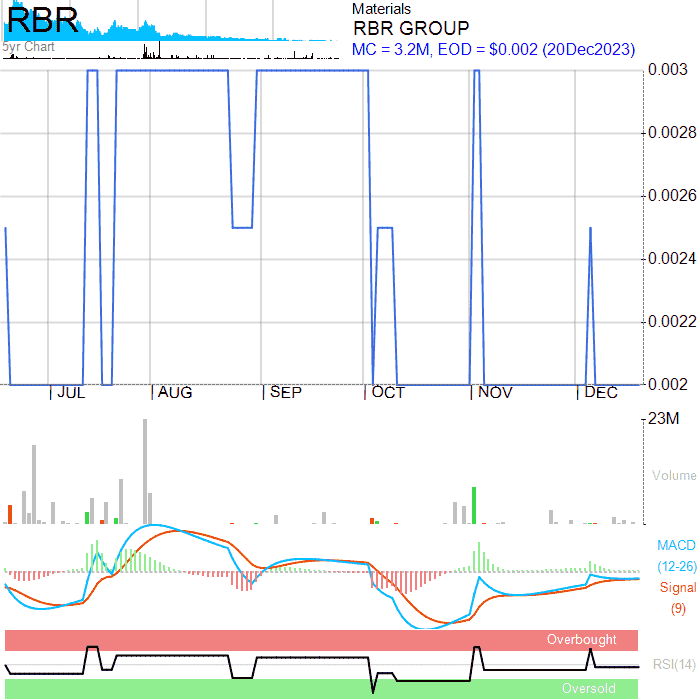 RBR
5yr Chart
Materials
RBR GROUP
MC = 3.2M, EOD = $0.002 (20Dec2023)
0.003
0.0028
0.0026
0.0024
0.0022
0.002
JUL AUG SEP OCT NOV DEC
23M
Volume
MACD
(12-26)
Signal
(9)
Overbought
RSI(14)
Oversold